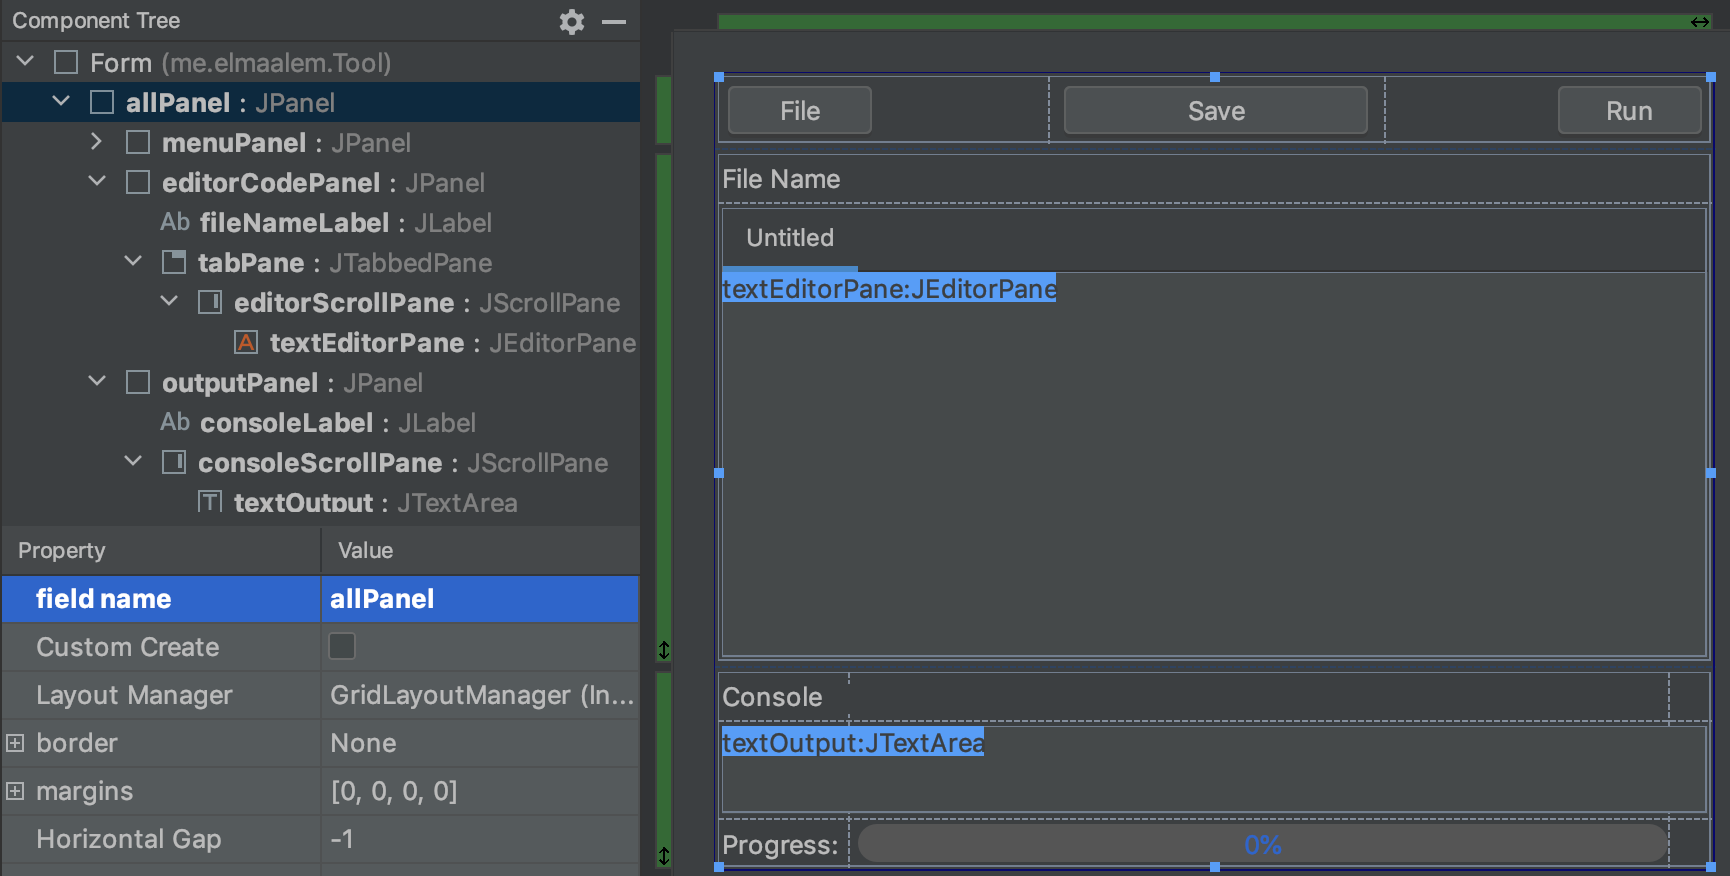 Component Tree
Form (me.elmaalem.Tool)
allPanel : JPanel
menuPanel : JPanel
editorCodePanel : JPanel
Ab fileNameLabel : JLabel
tabPane : JTabbedPane
editorScrollPane : JScrollPane
A textEditorPane : JEditorPane
outputPanel : JPanel
Ab consoleLabel : JLabel
consoleScrollPane : JScrollPane
T textOutput : JTextArea
Property Value
field name allPanel
Custom Create
Layout Manager GridLayoutManager (In...
border None
margins [0, 0, 0, 0]
Horizontal Gap -1
File Save Run
File Name
Untitled
textEditorPane:JEditorPane
Console
textOutput:JTextArea
Progress: 0%